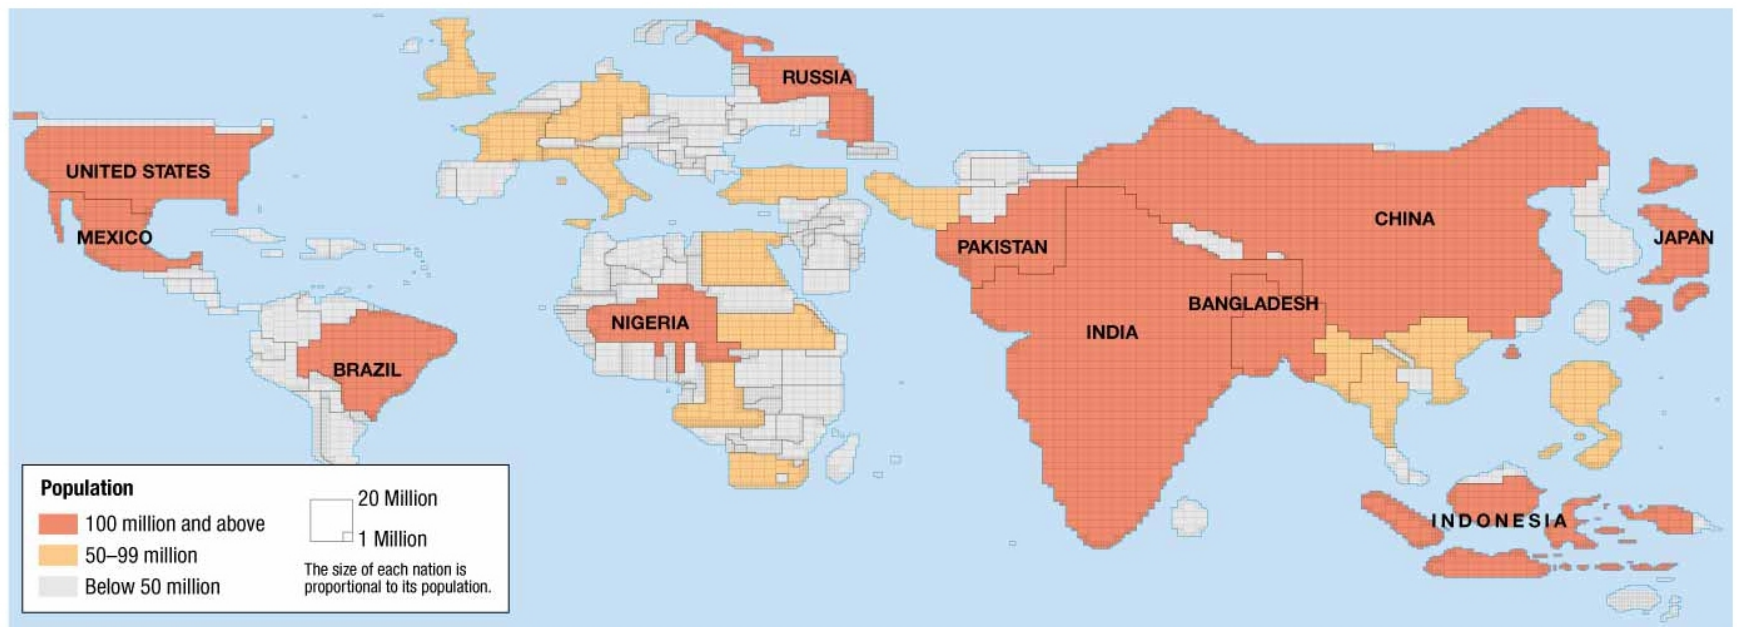 RUSSIA
UNITED STATES
MEXICO
CHINA
PAKISTAN
JAPAN
BANGLADESH
NIGERIA
INDIA
BRAZIL
INDONESIA
Population
100 million and above
50–99 million
Below 50 million
20 Million
1 Million
The size of each nation is
proportional to its population.